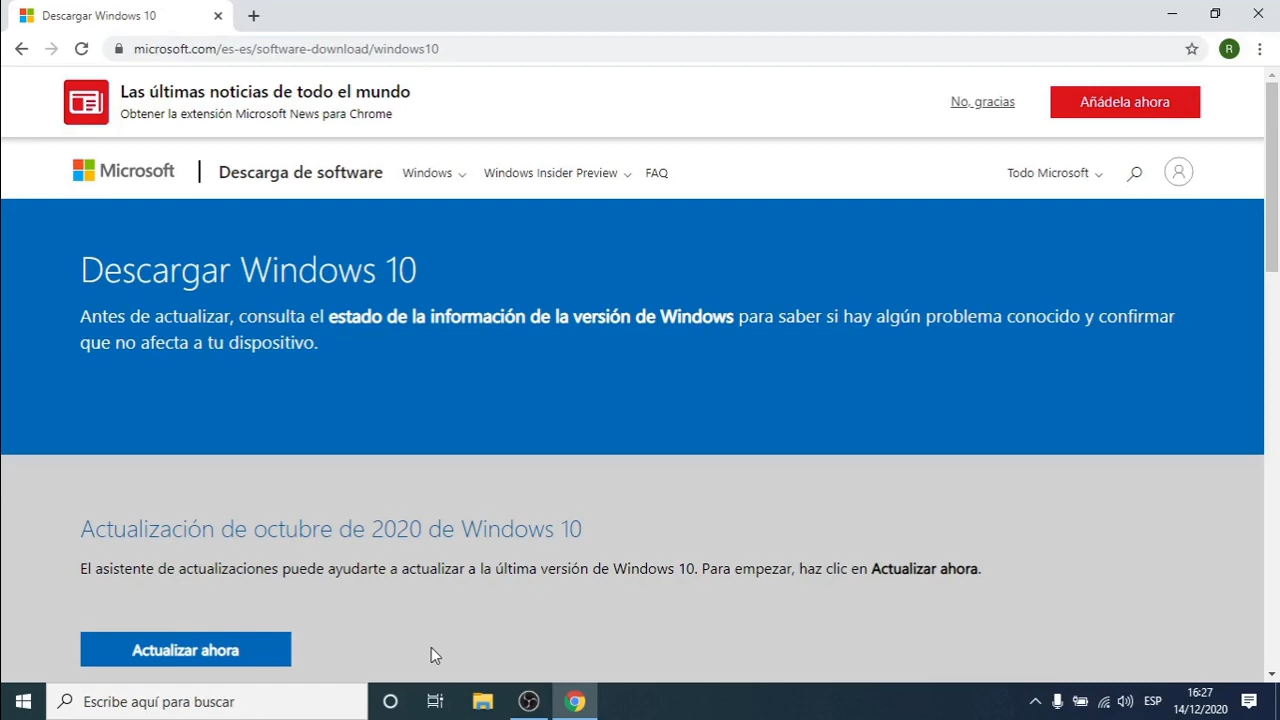 Descargar Windows 10
microsoft.com/es-es/software-download/windows10
R
Las últimas noticias de todo el mundo
Obtener la extensión Microsoft News para Chrome
No, gracias
Añádela ahora
Microsoft
Descarga de software
Windows
Windows Insider Preview
FAQ
Todo Microsoft
Descargar Windows 10
Antes de actualizar, consulta el estado de la información de la versión de Windows para saber si hay algún problema conocido y confirmar
que no afecta a tu dispositivo.
Actualización de octubre de 2020 de Windows 10
El asistente de actualizaciones puede ayudarte a actualizar a la última versión de Windows 10. Para empezar, haz clic en Actualizar ahora.
Actualizar ahora
Escribe aquí para buscar
ESP
16:27
14/12/2020